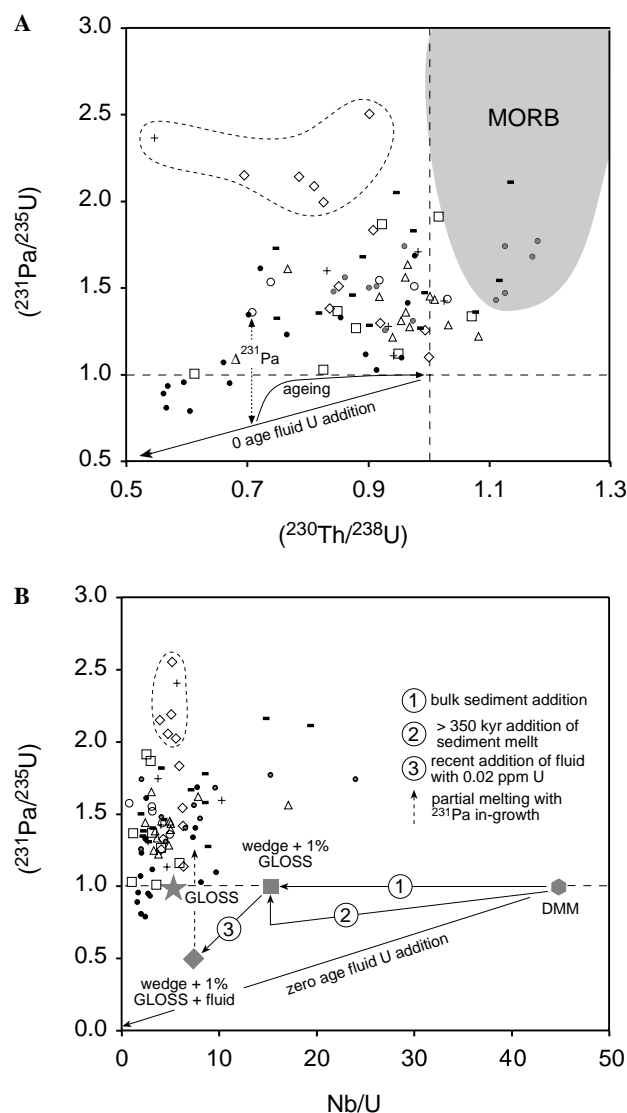 A
3.0
2.5
2.0
1.5
1.0
0.5
(231Pa/235U)
MORB
231Pa
ageing
0 age fluid U addition
0.5 0.7 0.9 1.1 1.3
(230Th/238U)
B
3.0
2.5
2.0
1.5
1.0
0.5
0.0
(231Pa/235U)
1 bulk sediment addition
2 > 350 kyr addition of
sediment mellt
3 recent addition of fluid
with 0.02 ppm U
partial melting with
231Pa in-growth
wedge + 1%
GLOSS
GLOSS
1
2
3
DMM
wedge + 1%
GLOSS + fluid
zero age fluid U addition
0 10 20 30 40 50
Nb/U